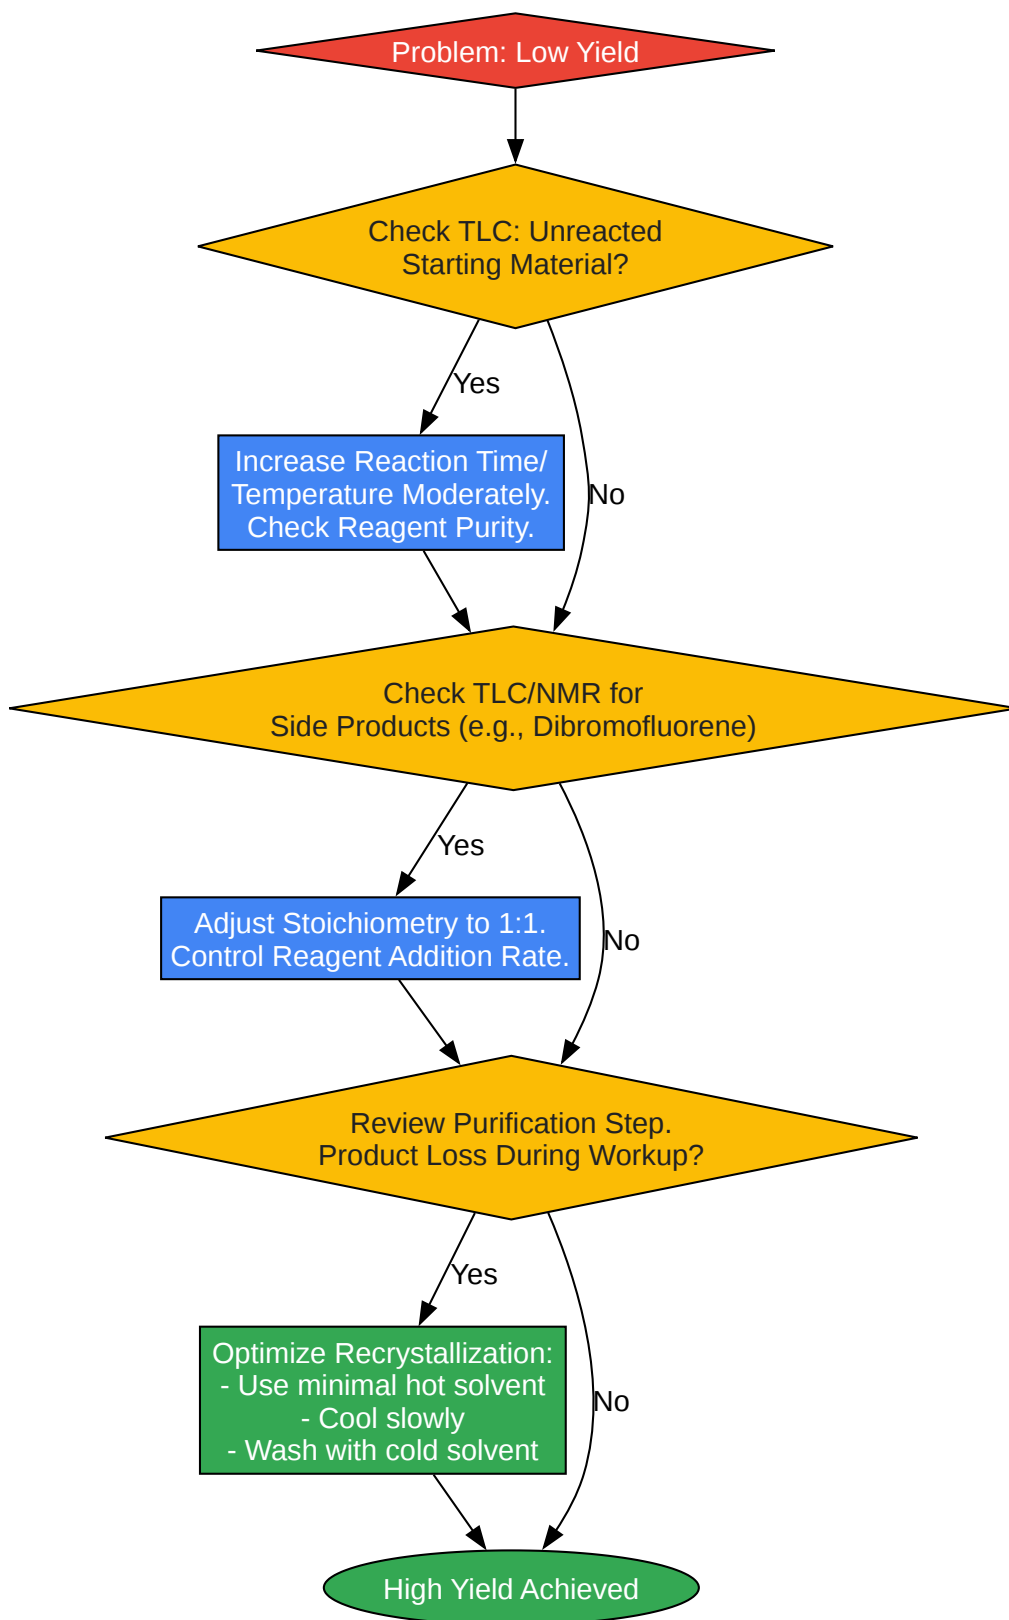 Problem: Low Yield
Check TLC: Unreacted
Starting Material?
Yes
Increase Reaction Time/
Temperature Moderately.
Check Reagent Purity.
No
Check TLC/NMR for
Side Products (e.g., Dibromofluorene)
Yes
Adjust Stoichiometry to 1:1.
Control Reagent Addition Rate.
No
Review Purification Step.
Product Loss During Workup?
Yes
Optimize Recrystallization:
- Use minimal hot solvent
- Cool slowly
- Wash with cold solvent
No
High Yield Achieved